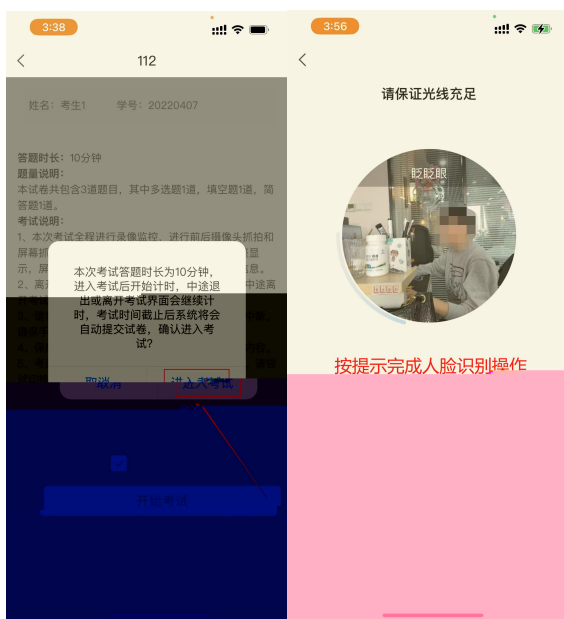 3:38
112
姓名：考生1 学号：20220407
答题时长：10分钟
题量说明：
本试卷共包含3道题目，其中多选题1道，填空题1道，简
答题1道。
考试说明：
1、本次考试全程进行录像监控，进行前后摄像头抓拍和
本次考试答题时长为10分钟，
进入考试后开始计时，中途退
出或离开考试界面会继续计
时，考试时间截止后系统将会
自动提交试卷，确认进入考
试？
取消 进入考试
开始考试
3:56
请保证光线充足
眨眨眼
按提示完成人脸识别操作